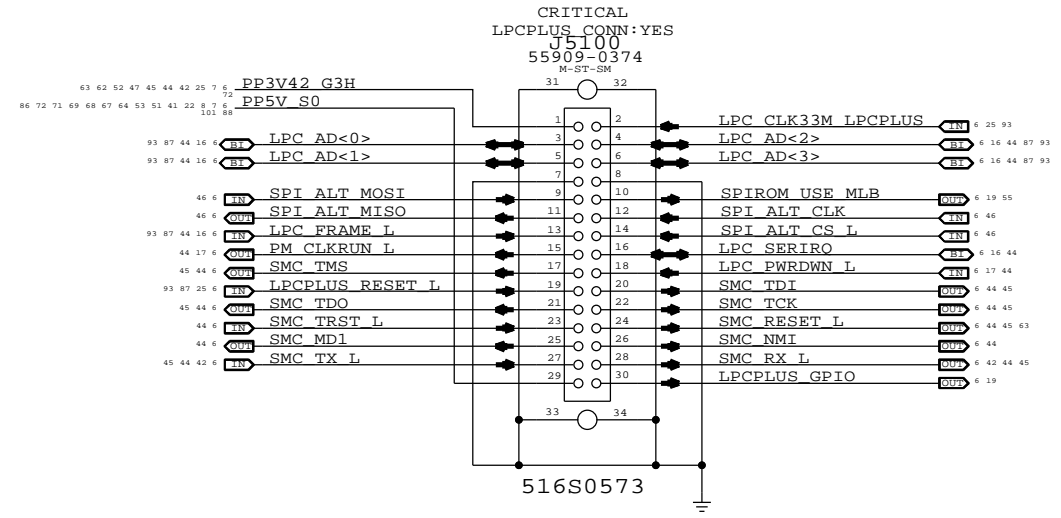 CRITICAL
LPCPLUS_CONN:YES
J5100
55909-0374
M-ST-SM
31 32
63 62 52 47 45 44 42 25 7 6 PP3V42_G3H
72
86 72 71 69 68 67 64 53 51 41 22 8 7 6 PP5V_S0
101 88
1 2 LPC_CLK33M_LPCPLUS IN 6 25 93
93 87 44 16 6 BI LPC_AD<0> 3 4 LPC_AD<2> BI 6 16 44 87 93
93 87 44 16 6 BI LPC_AD<1> 5 6 LPC_AD<3> BI 6 16 44 87 93
7 8
46 6 IN SPI_ALT_MOSI 9 10 SPIROM_USE_MLB OUT 6 19 55
46 6 OUT SPI_ALT_MISO 11 12 SPI_ALT_CLK IN 6 46
93 87 44 16 6 IN LPC_FRAME_L 13 14 SPI_ALT_CS_L IN 6 46
44 17 6 OUT PM_CLKRUN_L 15 16 LPC_SERIRQ BI 6 16 44
45 44 6 OUT SMC_TMS 17 18 LPC_PWRDWN_L IN 6 17 44
93 87 25 6 IN LPCPLUS_RESET_L 19 20 SMC_TDI OUT 6 44 45
45 44 6 OUT SMC_TDO 21 22 SMC_TCK OUT 6 44 45
44 6 IN SMC_TRST_L 23 24 SMC_RESET_L OUT 6 44 45 63
44 6 OUT SMC_MD1 25 26 SMC_NMI OUT 6 44
45 44 42 6 IN SMC_TX_L 27 28 SMC_RX_L OUT 6 42 44 45
29 30 LPCPLUS_GPIO OUT 6 19
33 34
516S0573